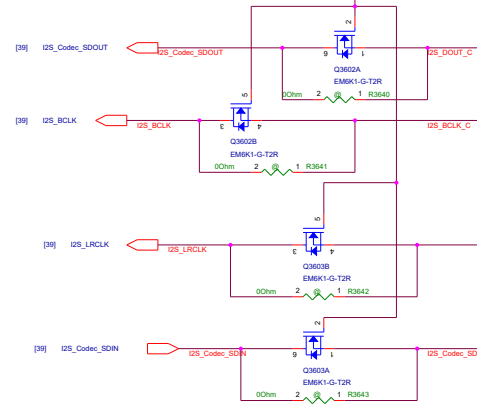 2
[39] I2S_Codec_SDOUT I2S_Codec_SDOUT 6 1 I2S_DOUT_C
Q3602A
EM6K1-G-T2R
5 0Ohm 2 @ 1 R3640
[39] I2S_BCLK I2S_BCLK 3 4 I2S_BCLK_C
Q3602B
EM6K1-G-T2R
0Ohm 2 @ 1 R3641
5
[39] I2S_LRCLK I2S_LRCLK 3 4
Q3603B
EM6K1-G-T2R
0Ohm 2 @ 1 R3642
2
[39] I2S_Codec_SDIN I2S_Codec_SDIN 6 1 I2S_Codec_SD
Q3603A
EM6K1-G-T2R
0Ohm 2 @ 1 R3643